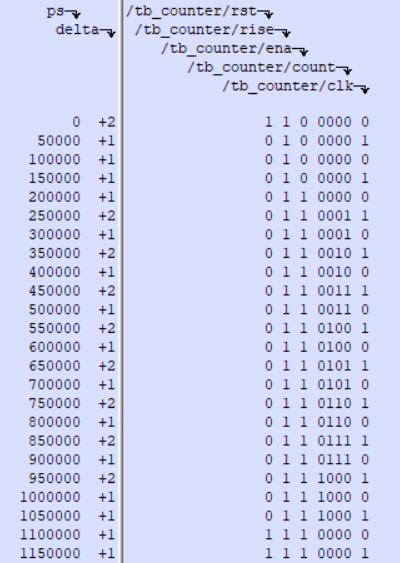 ps /tb_counter/rst
delta /tb_counter/rise
/tb_counter/ena
/tb_counter/count
/tb_counter/clk
0 +2 1 1 0 0000 0
50000 +1 0 1 0 0000 1
100000 +1 0 1 0 0000 0
150000 +1 0 1 0 0000 1
200000 +1 0 1 1 0000 0
250000 +2 0 1 1 0001 1
300000 +1 0 1 1 0001 0
350000 +2 0 1 1 0010 1
400000 +1 0 1 1 0010 0
450000 +2 0 1 1 0011 1
500000 +1 0 1 1 0011 0
550000 +2 0 1 1 0100 1
600000 +1 0 1 1 0100 0
650000 +2 0 1 1 0101 1
700000 +1 0 1 1 0101 0
750000 +2 0 1 1 0110 1
800000 +1 0 1 1 0110 0
850000 +2 0 1 1 0111 1
900000 +1 0 1 1 0111 0
950000 +2 0 1 1 1000 1
1000000 +1 0 1 1 1000 0
1050000 +1 0 1 1 1000 1
1100000 +1 1 1 1 0000 0
1150000 +1 1 1 1 0000 1